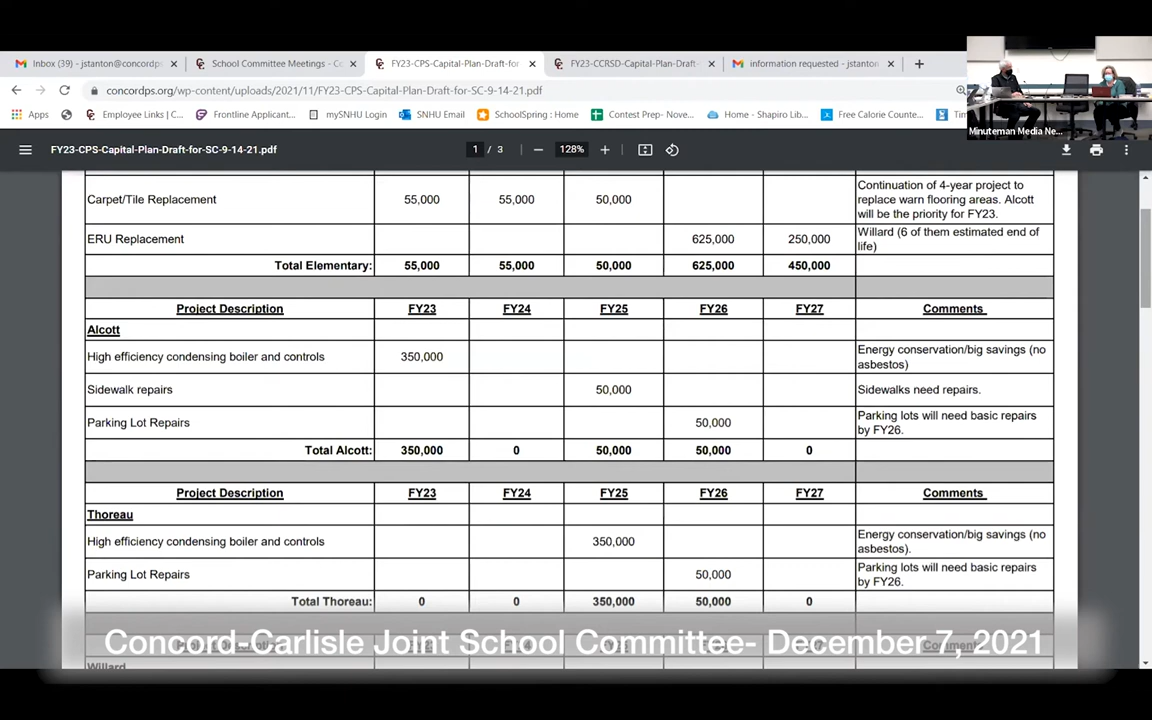 Inbox (39) - jstanton@concordp
School Committee Meetings - C
FY23-CPS-Capital-Plan-Draft-for
FY23-CCRSD-Capital-Plan-Draft
information requested - jstanton
concordps.org/wp-content/uploads/2021/11/FY23-CPS-Capital-Plan-Draft-for-SC-9-14-21.pdf
Apps Employee Links | C... Frontline Applicant... mySNHU Login SNHU Email SchoolSpring : Home Contest Prep- Nove... Home - Shapiro Lib... Free Calorie Counte...
Minuteman Media Ne...
FY23-CPS-Capital-Plan-Draft-for-SC-9-14-21.pdf 1 / 3 128%
Carpet/Tile Replacement 55,000 55,000 50,000 Continuation of 4-year project to
replace warn flooring areas. Alcott
will be the priority for FY23.
ERU Replacement 625,000 250,000 Willard (6 of them estimated end of
life)
Total Elementary: 55,000 55,000 50,000 625,000 450,000
Project Description FY23 FY24 FY25 FY26 FY27 Comments
Alcott
High efficiency condensing boiler and controls 350,000 Energy conservation/big savings (no
asbestos)
Sidewalk repairs 50,000 Sidewalks need repairs.
Parking Lot Repairs 50,000 Parking lots will need basic repairs
by FY26.
Total Alcott: 350,000 0 50,000 50,000 0
Project Description FY23 FY24 FY25 FY26 FY27 Comments
Thoreau
High efficiency condensing boiler and controls 350,000 Energy conservation/big savings (no
asbestos).
Parking Lot Repairs 50,000 Parking lots will need basic repairs
by FY26.
Total Thoreau: 0 0 350,000 50,000 0
Concord-Carlisle Joint School Committee- December 7, 2021
Willard